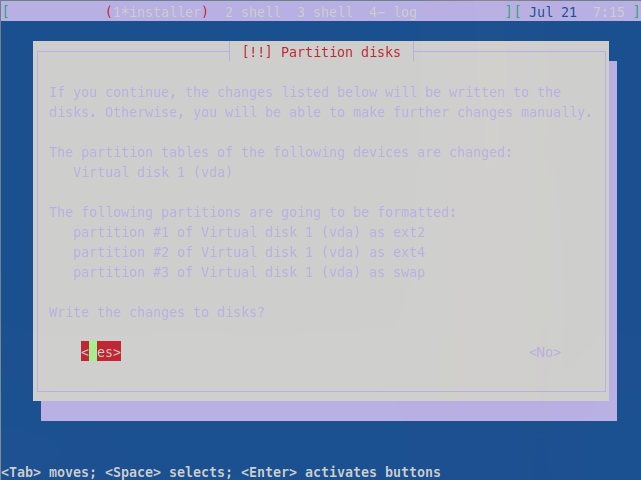 [ (1*installer) 2 shell 3 shell 4- log ][ Jul 21 7:15 ]
[!!] Partition disks
If you continue, the changes listed below will be written to the
disks. Otherwise, you will be able to make further changes manually.
The partition tables of the following devices are changed:
Virtual disk 1 (vda)
The following partitions are going to be formatted:
partition #1 of Virtual disk 1 (vda) as ext2
partition #2 of Virtual disk 1 (vda) as ext4
partition #3 of Virtual disk 1 (vda) as swap
Write the changes to disks?
<Yes> <No>
<Tab> moves; <Space> selects; <Enter> activates buttons